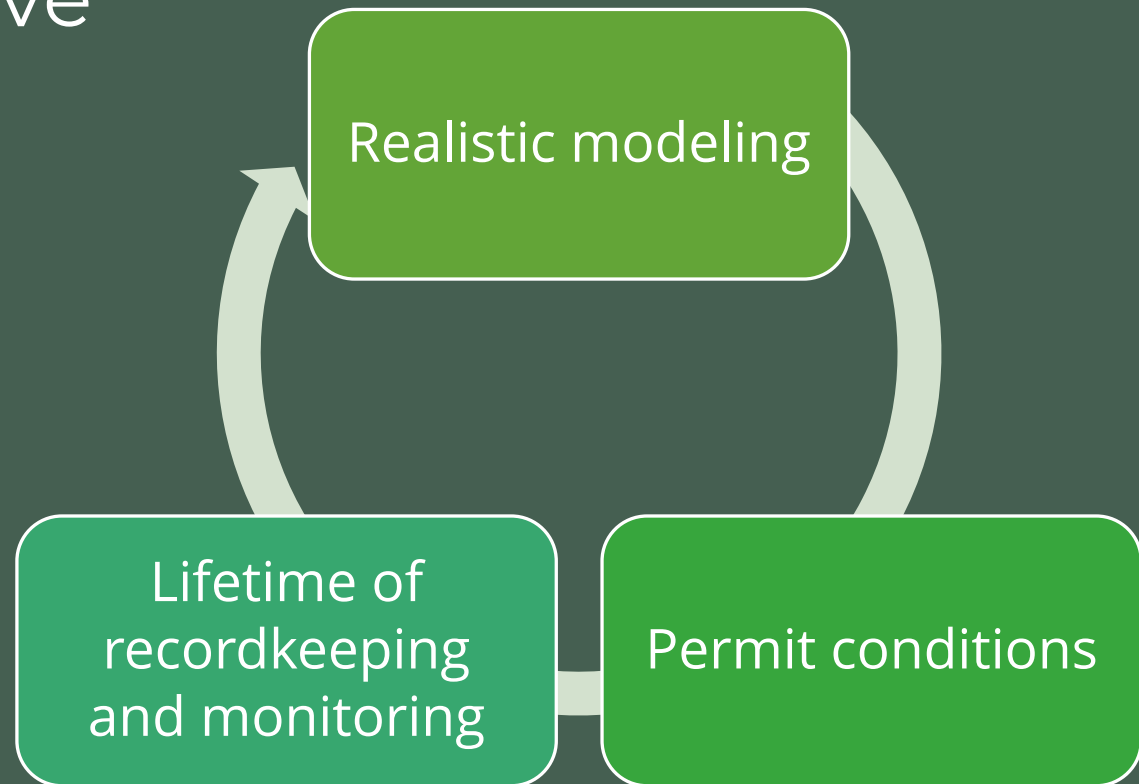 Realistic modeling
Lifetime of
recordkeeping
and monitoring
Permit conditions